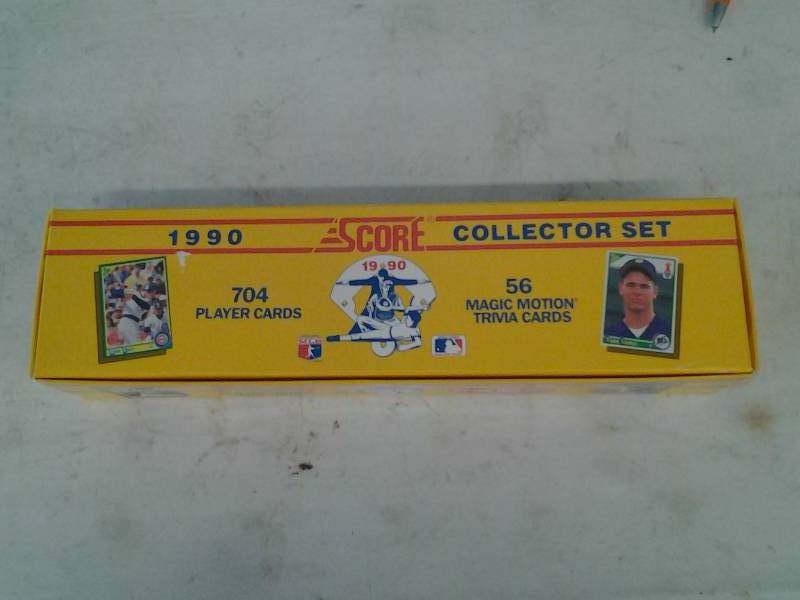 1990 SCORE® COLLECTOR SET
1990
704
PLAYER CARDS
56
MAGIC MOTION®
TRIVIA CARDS